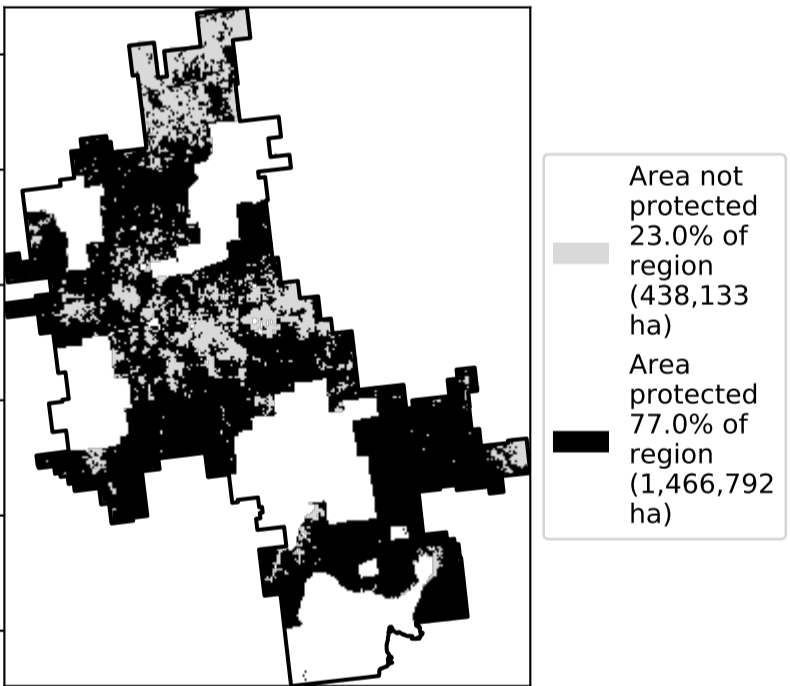 Area not
protected
23.0% of
region
(438,133
ha)
Area
protected
77.0% of
region
(1,466,792
ha)